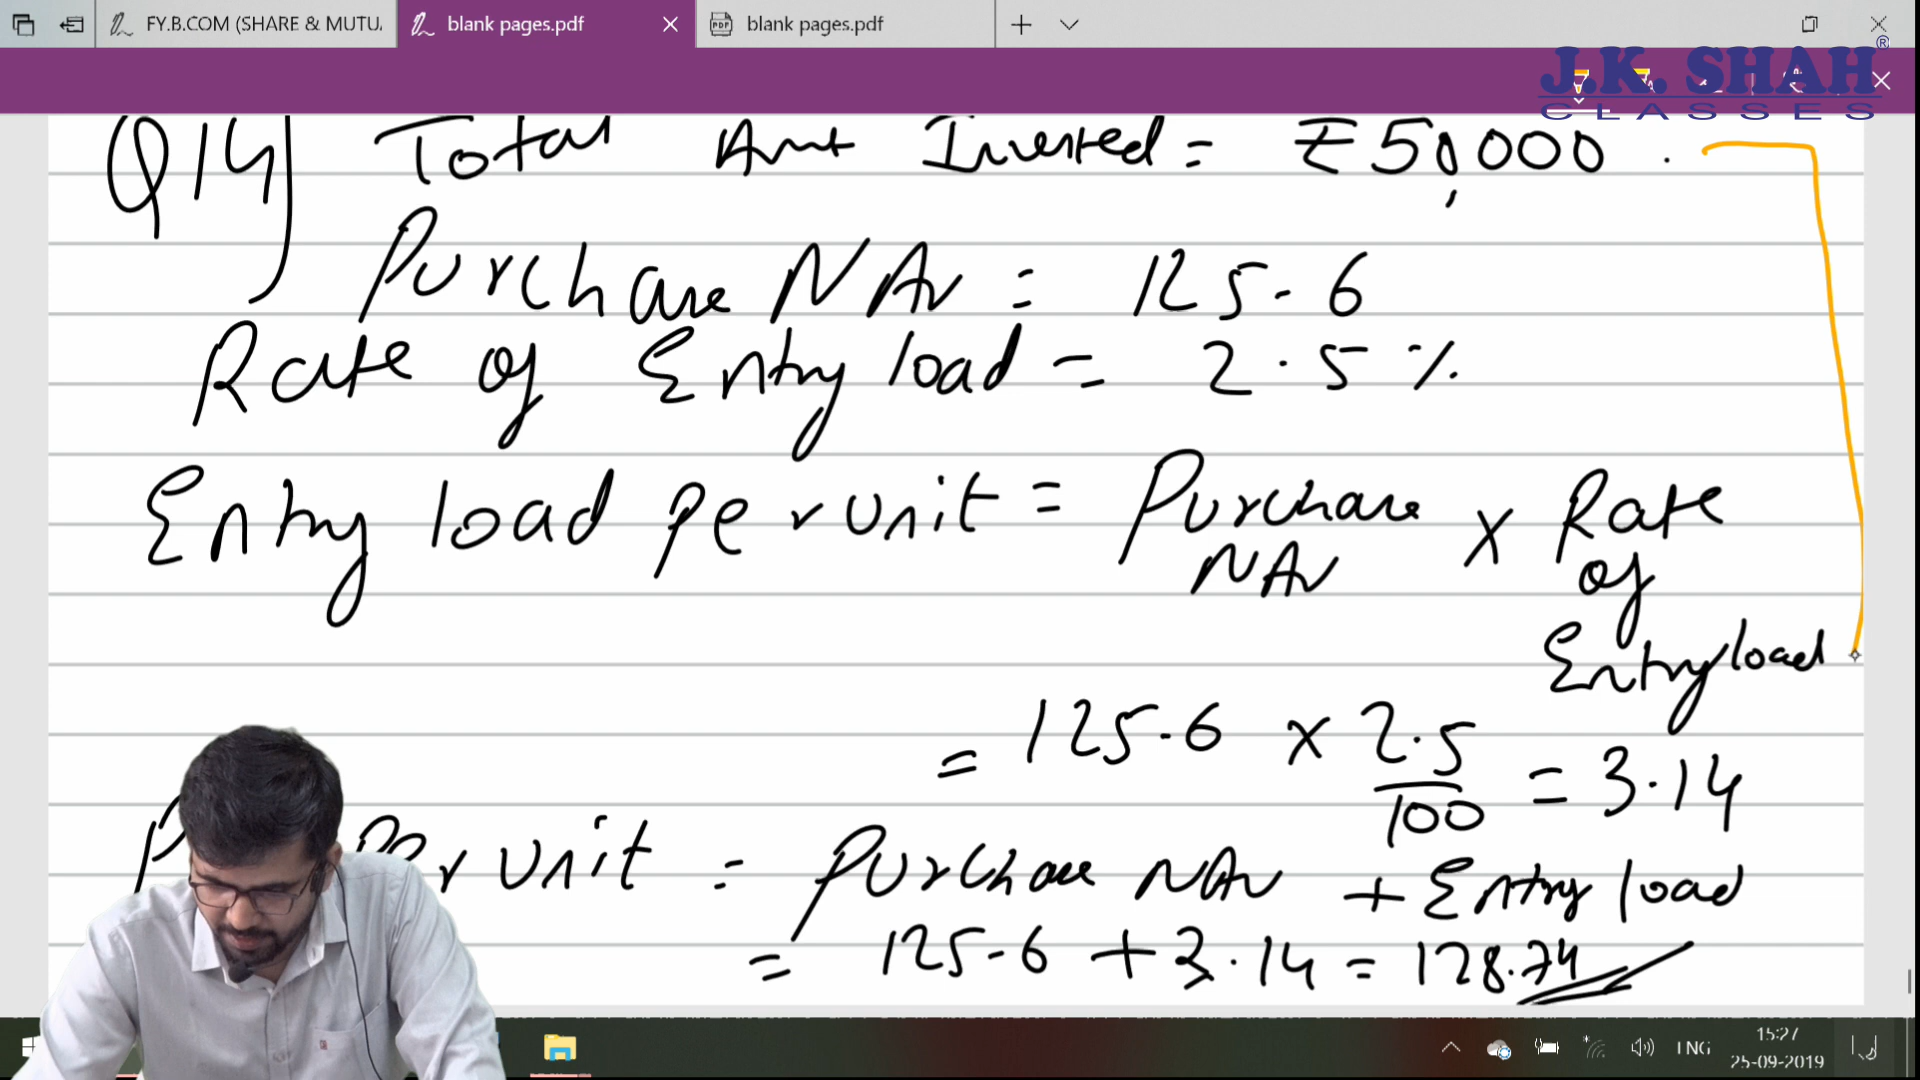 FY.B.COM (SHARE & MUTU
blank pages.pdf
blank pages.pdf
J.K. SHAH®
CLASSES
Q14) Total Amt Invested = ₹ 50,000.
Purchase NAV = 125.6
Rate of Entry load = 2.5 %
Entry load per unit = Purchase NAV × Rate of Entry load
= 125.6 × 2.5/100 = 3.14
Per unit = Purchase NAV + Entry load
= 125.6 + 3.14 = 128.74
ENG
15:27
25-09-2019